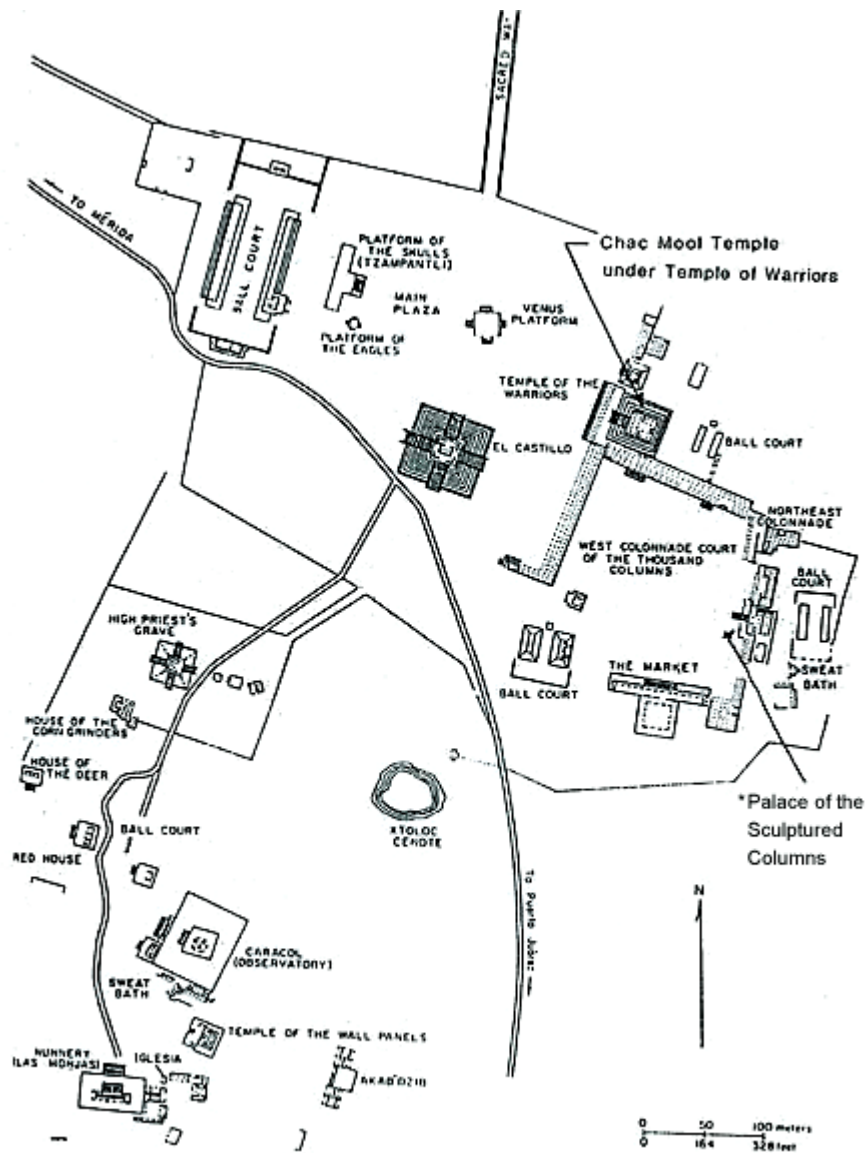 SACRED WA-
TO MÉRIDA
BALL COURT
PLATFORM OF
THE SKULLS
(TZAMPANTLI)
MAIN
PLAZA
VENUS
PLATFORM
PLATFORM OF
THE EAGLES
Chac Mool Temple
under Temple of Warriors
TEMPLE OF THE
WARRIORS
EL CASTILLO
BALL COURT
NORTHEAST
COLONNADE
WEST COLONNADE COURT
OF THE THOUSAND
COLUMNS
BALL
COURT
HIGH PRIEST'S
GRAVE
BALL COURT
THE MARKET
SWEAT
BATH
HOUSE OF THE
CORN GRINDERS
HOUSE OF
THE DEER
*Palace of the
Sculptured
Columns
BALL COURT
XTOLOC
CENOTE
RED HOUSE
To Puerto Juárez
N
CARACOL
(OBSERVATORY)
SWEAT
BATH
TEMPLE OF THE WALL PANELS
NUNNERY
(LAS MONJAS)
IGLESIA
AKAB'DZIB
0 50 100 meters
0 164 328 feet